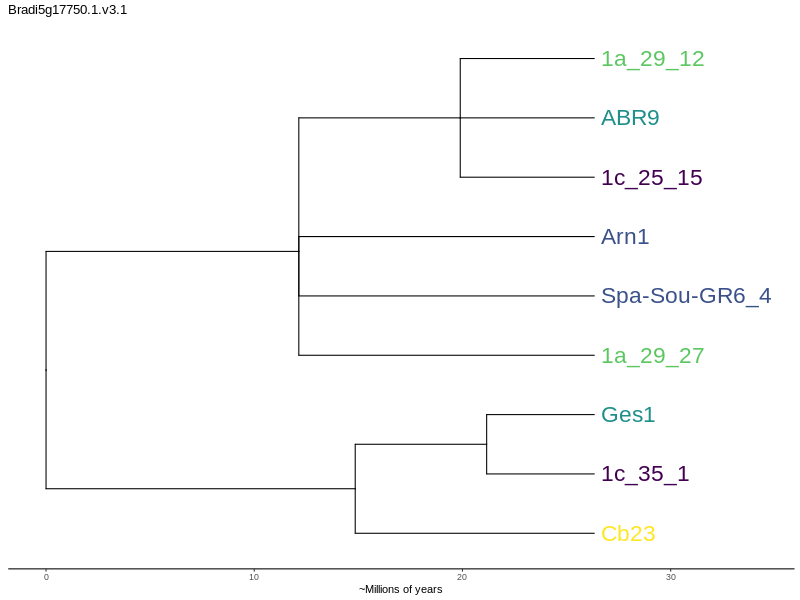 Bradi5g17750.1.v3.1
1a_29_12
ABR9
1c_25_15
Arn1
Spa-Sou-GR6_4
1a_29_27
Ges1
1c_35_1
Cb23
0 10 20 30
~Millions of years